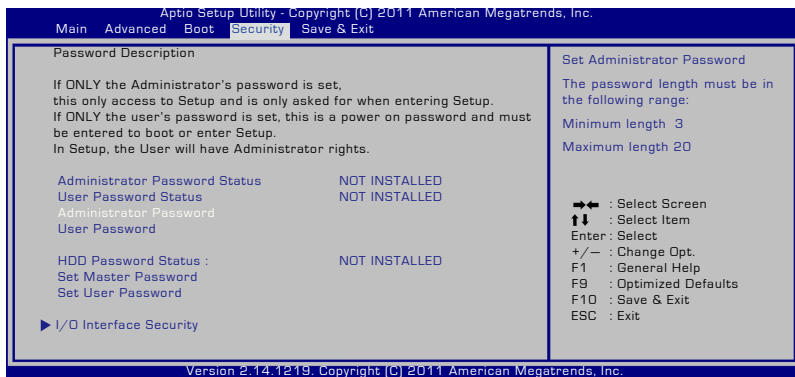 Aptio Setup Utility - Copyright (C) 2011 American Megatrends, Inc.
Main Advanced Boot Security Save & Exit
Password Description
If ONLY the Administrator's password is set,
this only access to Setup and is only asked for when entering Setup.
If ONLY the user's password is set, this is a power on password and must
be entered to boot or enter Setup.
In Setup, the User will have Administrator rights.
Administrator Password Status NOT INSTALLED
User Password Status NOT INSTALLED
Administrator Password
User Password
HDD Password Status : NOT INSTALLED
Set Master Password
Set User Password
I/O Interface Security
Set Administrator Password
The password length must be in
the following range:
Minimum length 3
Maximum length 20
→← : Select Screen
↑↓ : Select Item
Enter : Select
+/— : Change Opt.
F1 : General Help
F9 : Optimized Defaults
F10 : Save & Exit
ESC : Exit
Version 2.14.1219. Copyright (C) 2011 American Megatrends, Inc.